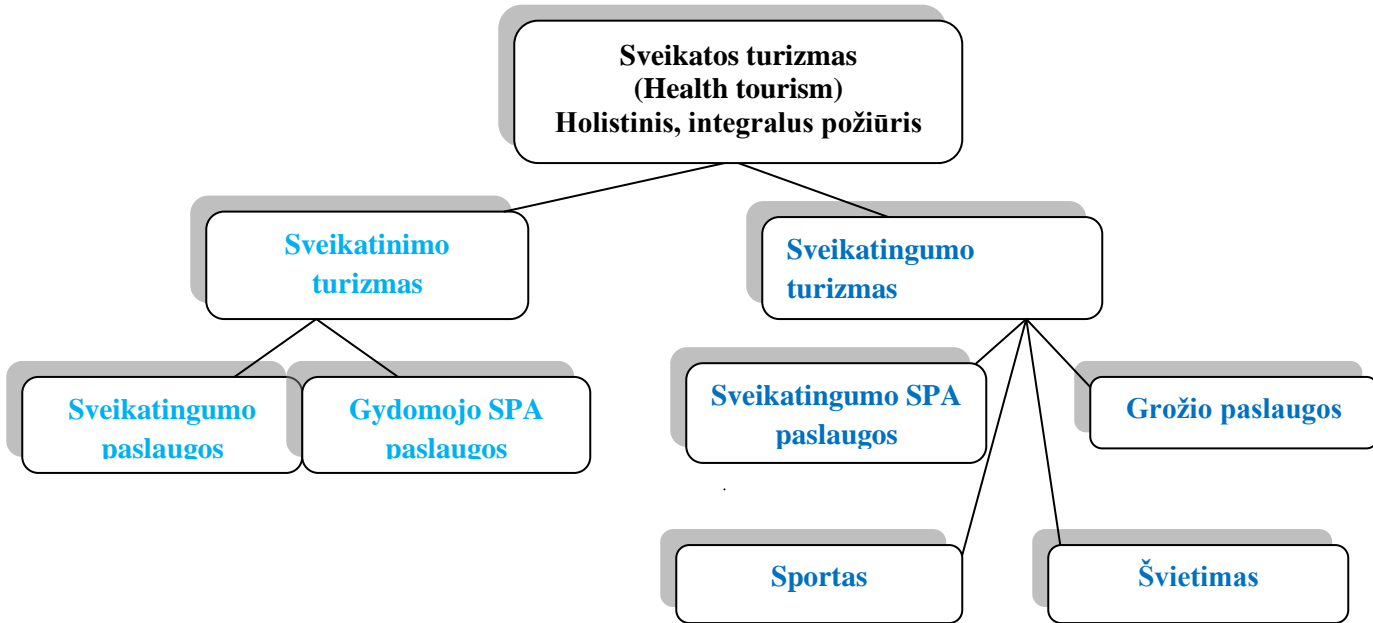 Sveikatos turizmas
(Health tourism)
Holistinis, integralus požiūris
Sveikatinimo
turizmas
Sveikatingumo
turizmas
Sveikatingumo
paslaugos
Gydomojo SPA
paslaugos
Sveikatingumo SPA
paslaugos
Grožio paslaugos
.
Sportas
Švietimas